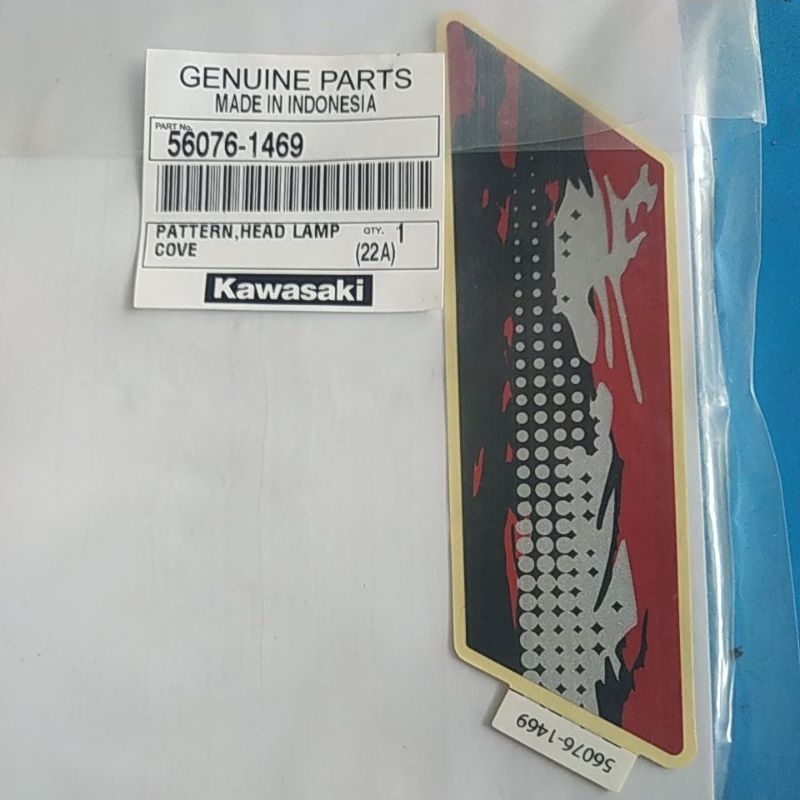 GENUINE PARTS
MADE IN INDONESIA
PART No.
56076-1469
PATTERN,HEAD LAMP QTY. 1
COVE (22A)
Kawasaki
56076-1469